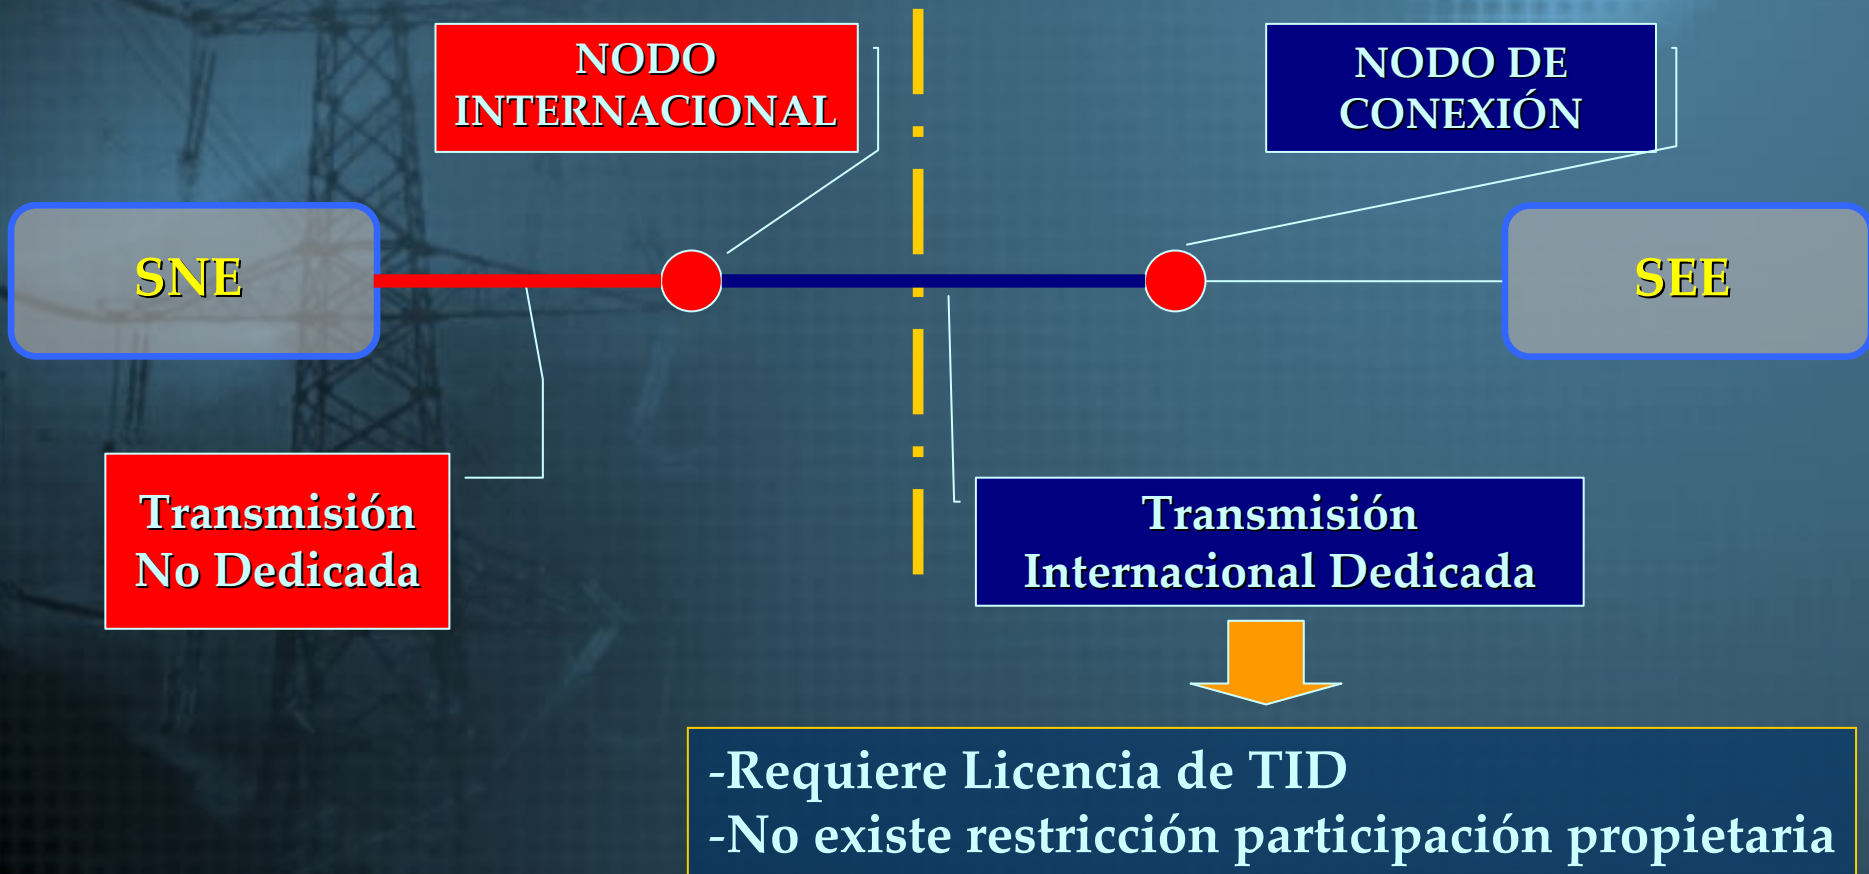 NODO
INTERNACIONAL
NODO DE
CONEXIÓN
SNE
SEE
Transmisión
No Dedicada
Transmisión
Internacional Dedicada
-Requiere Licencia de TID
-No existe restricción participación propietaria